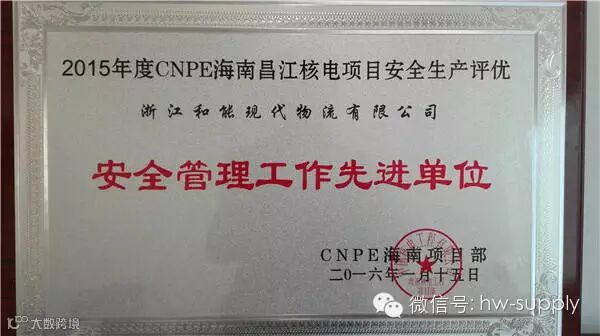 2015年度CNPE海南昌江核电项目安全生产评优
浙江和能现代物流有限公司
安全管理工作先进单位
CNPE海南项目部
二〇一六年一月十五日
微信号: hw-supply
大数跨境